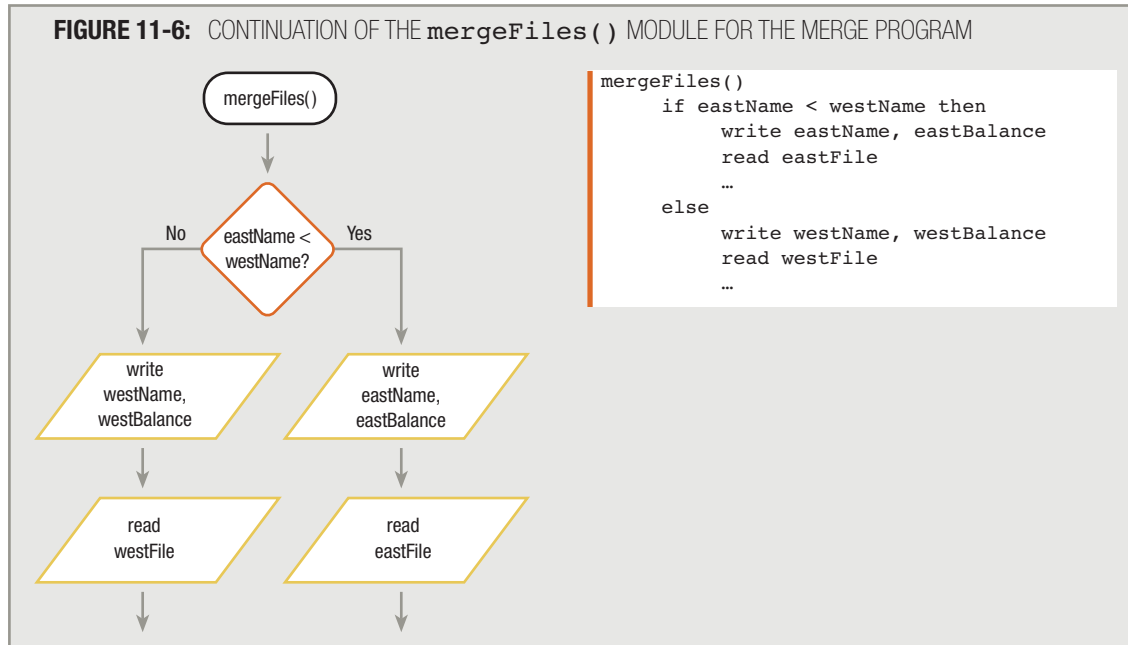 FIGURE 11-6: CONTINUATION OF THE mergeFiles() MODULE FOR THE MERGE PROGRAM
mergeFiles()
eastName <
westName?
No
Yes
write
westName,
westBalance
write
eastName,
eastBalance
read
westFile
read
eastFile
mergeFiles()
if eastName < westName then
write eastName, eastBalance
read eastFile
…
else
write westName, westBalance
read westFile
…